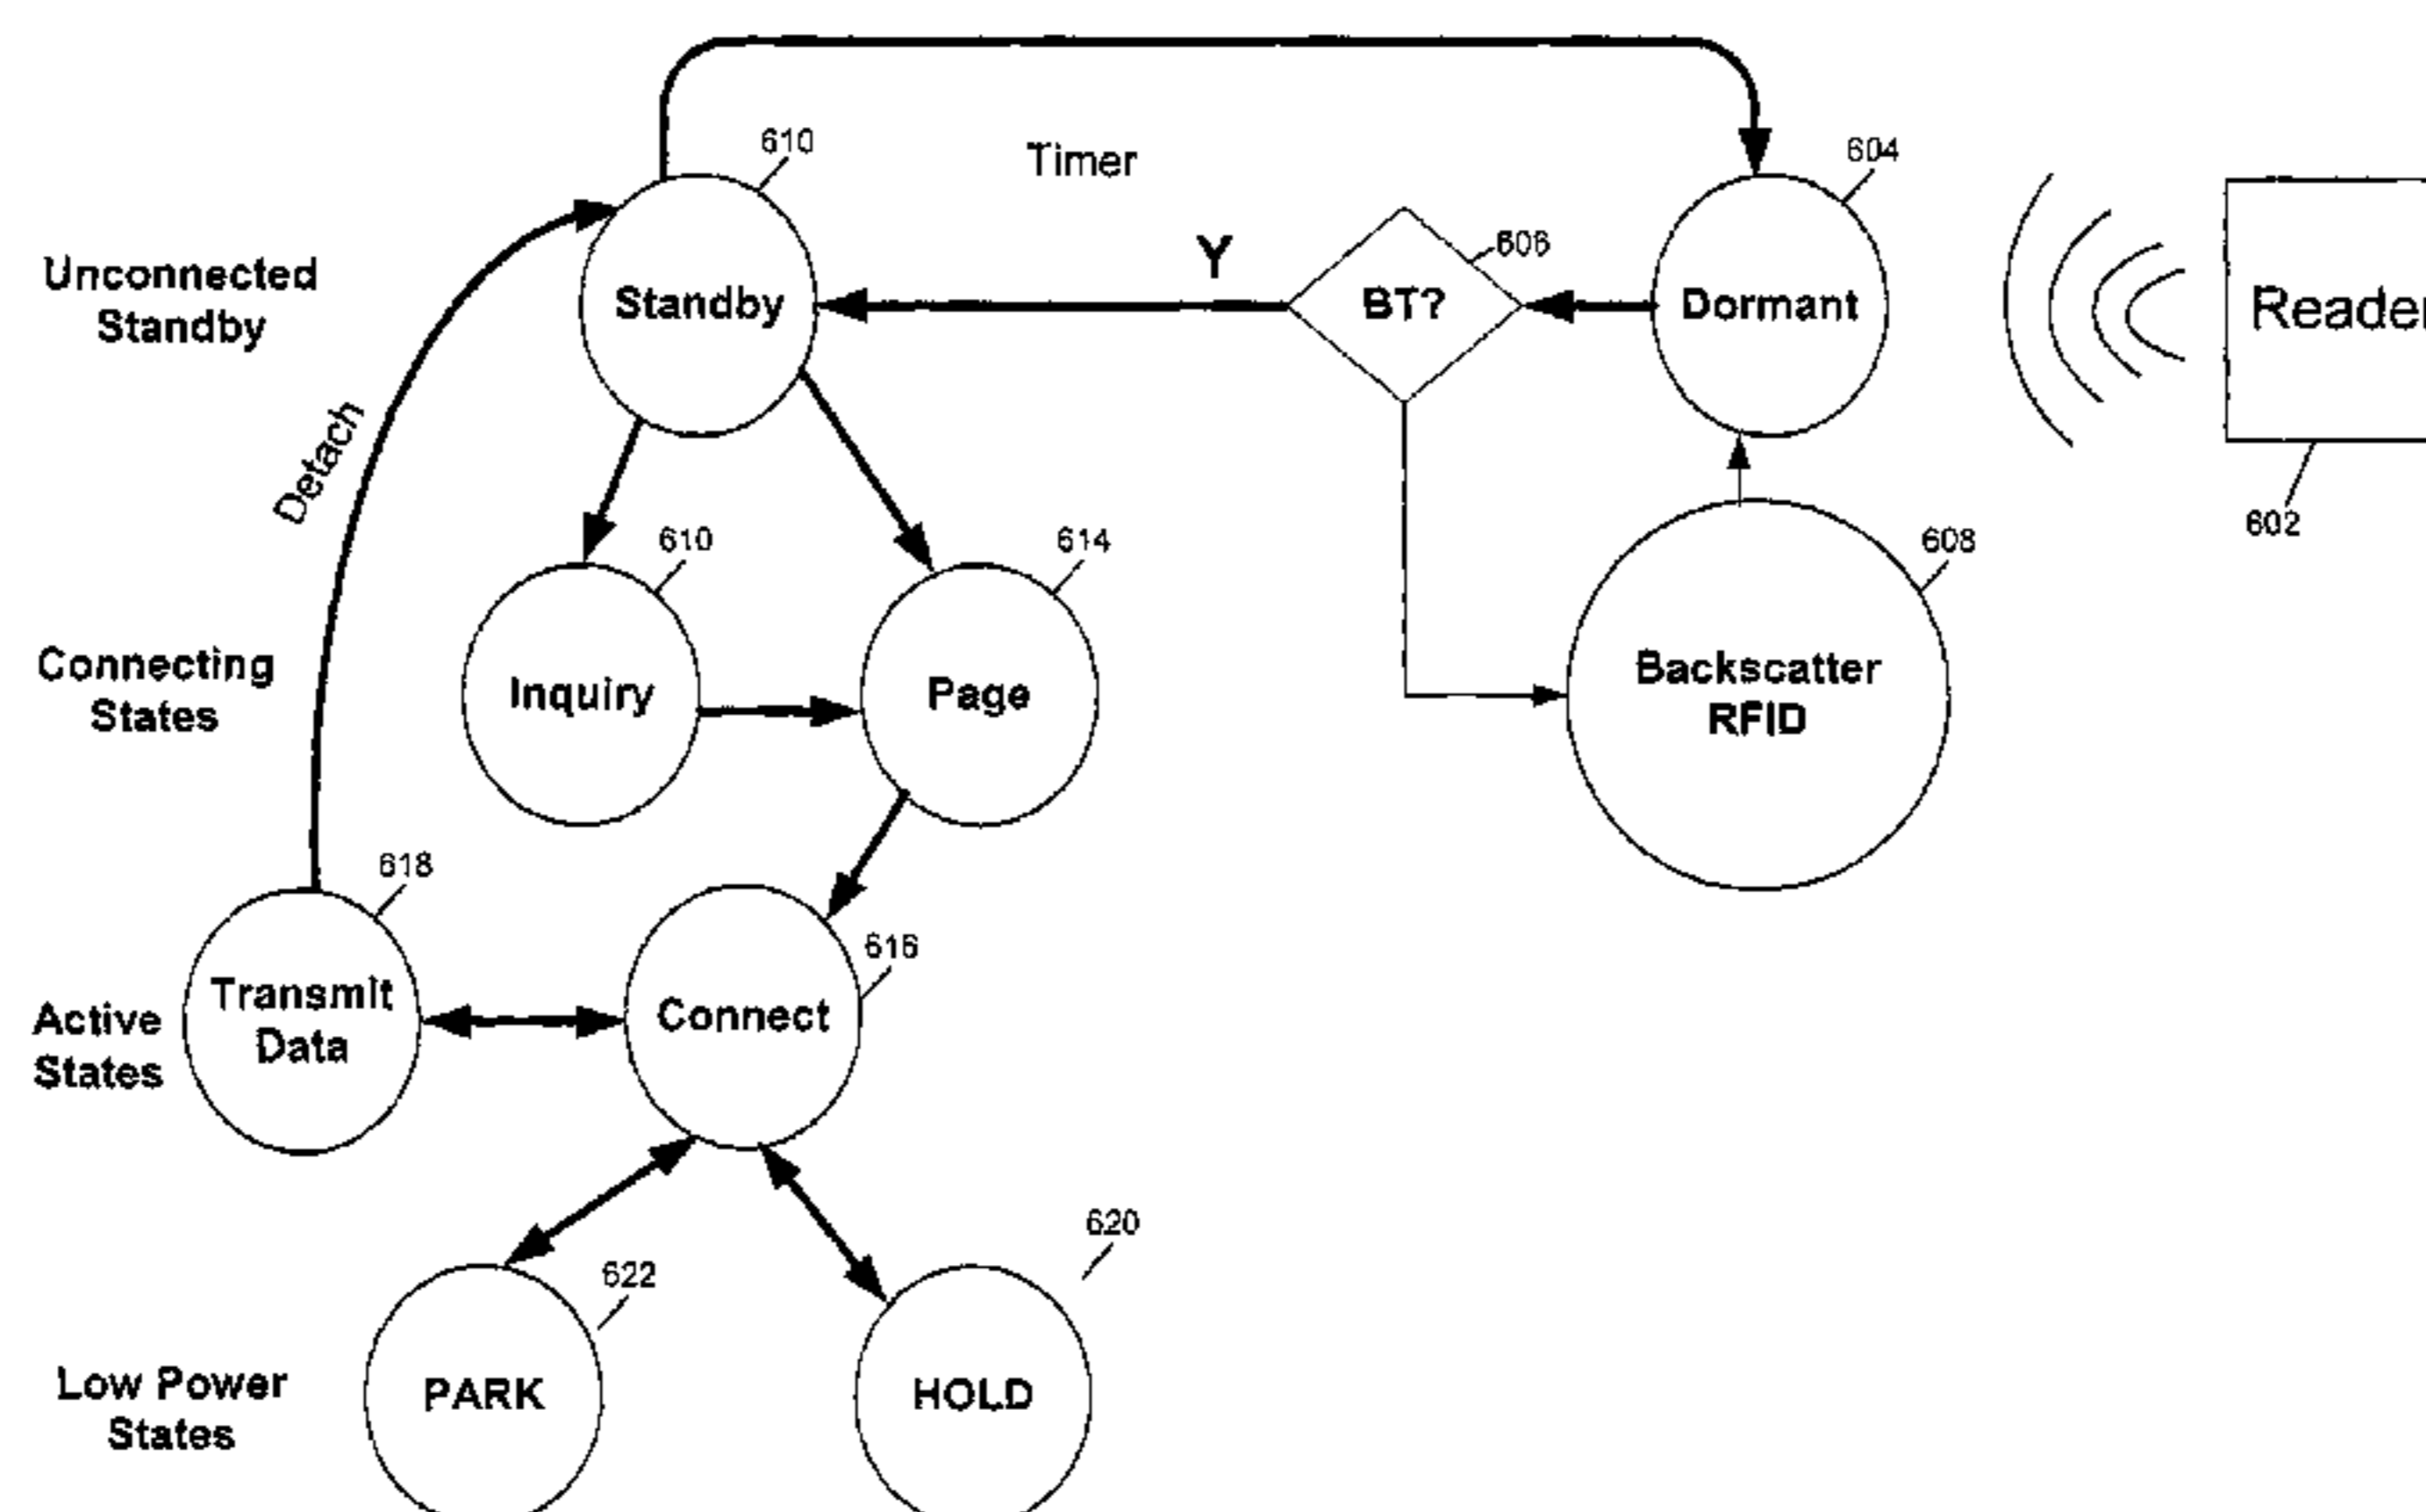 610
Timer
604
Unconnected
Standby
Standby
Y
BT?
606
Dormant
Reader
602
Detach
610
614
608
Connecting
States
Inquiry
Page
Backscatter
RFID
618
616
Active
States
Transmit
Data
Connect
622
620
Low Power
States
PARK
HOLD